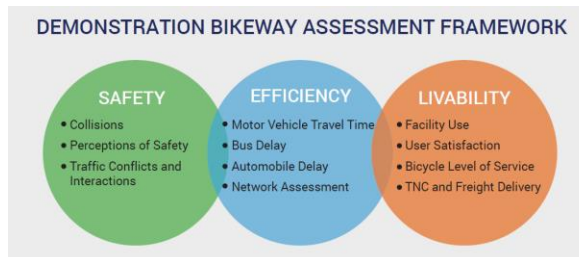 DEMONSTRATION BIKEWAY ASSESSMENT FRAMEWORK
SAFETY
• Collisions
• Perceptions of Safety
• Traffic Conflicts and
Interactions
EFFICIENCY
• Motor Vehicle Travel Time
• Bus Delay
• Automobile Delay
• Network Assessment
LIVABILITY
• Facility Use
• User Satisfaction
• Bicycle Level of Service
• TNC and Freight Delivery